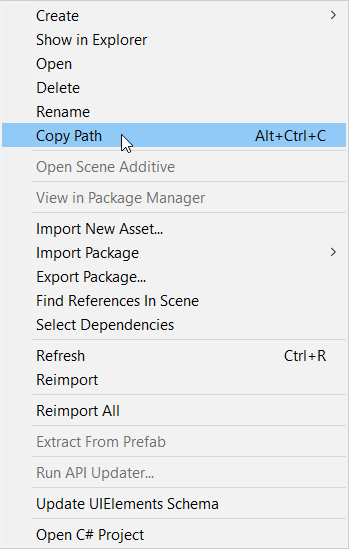 Create
Show in Explorer
Open
Delete
Rename
Copy Path Alt+Ctrl+C
Open Scene Additive
View in Package Manager
Import New Asset...
Import Package
Export Package...
Find References In Scene
Select Dependencies
Refresh Ctrl+R
Reimport
Reimport All
Extract From Prefab
Run API Updater...
Update UIElements Schema
Open C# Project